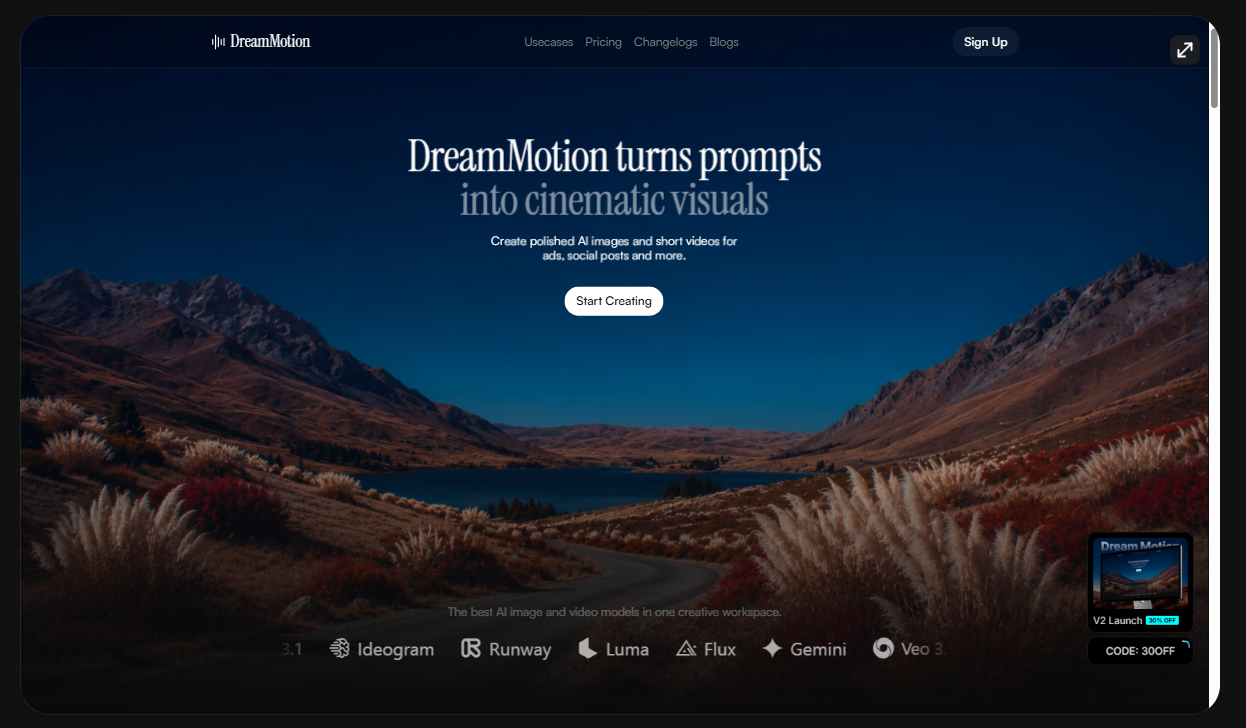 DreamMotion
Usecases Pricing Changelogs Blogs
Sign Up
DreamMotion turns prompts
into cinematic visuals
Create polished AI images and short videos for
ads, social posts and more.
Start Creating
The best AI image and video models in one creative workspace.
3.1 Ideogram Runway Luma Flux Gemini Veo 3.
Dream Motion
V2 Launch 30% OFF
CODE: 30OFF